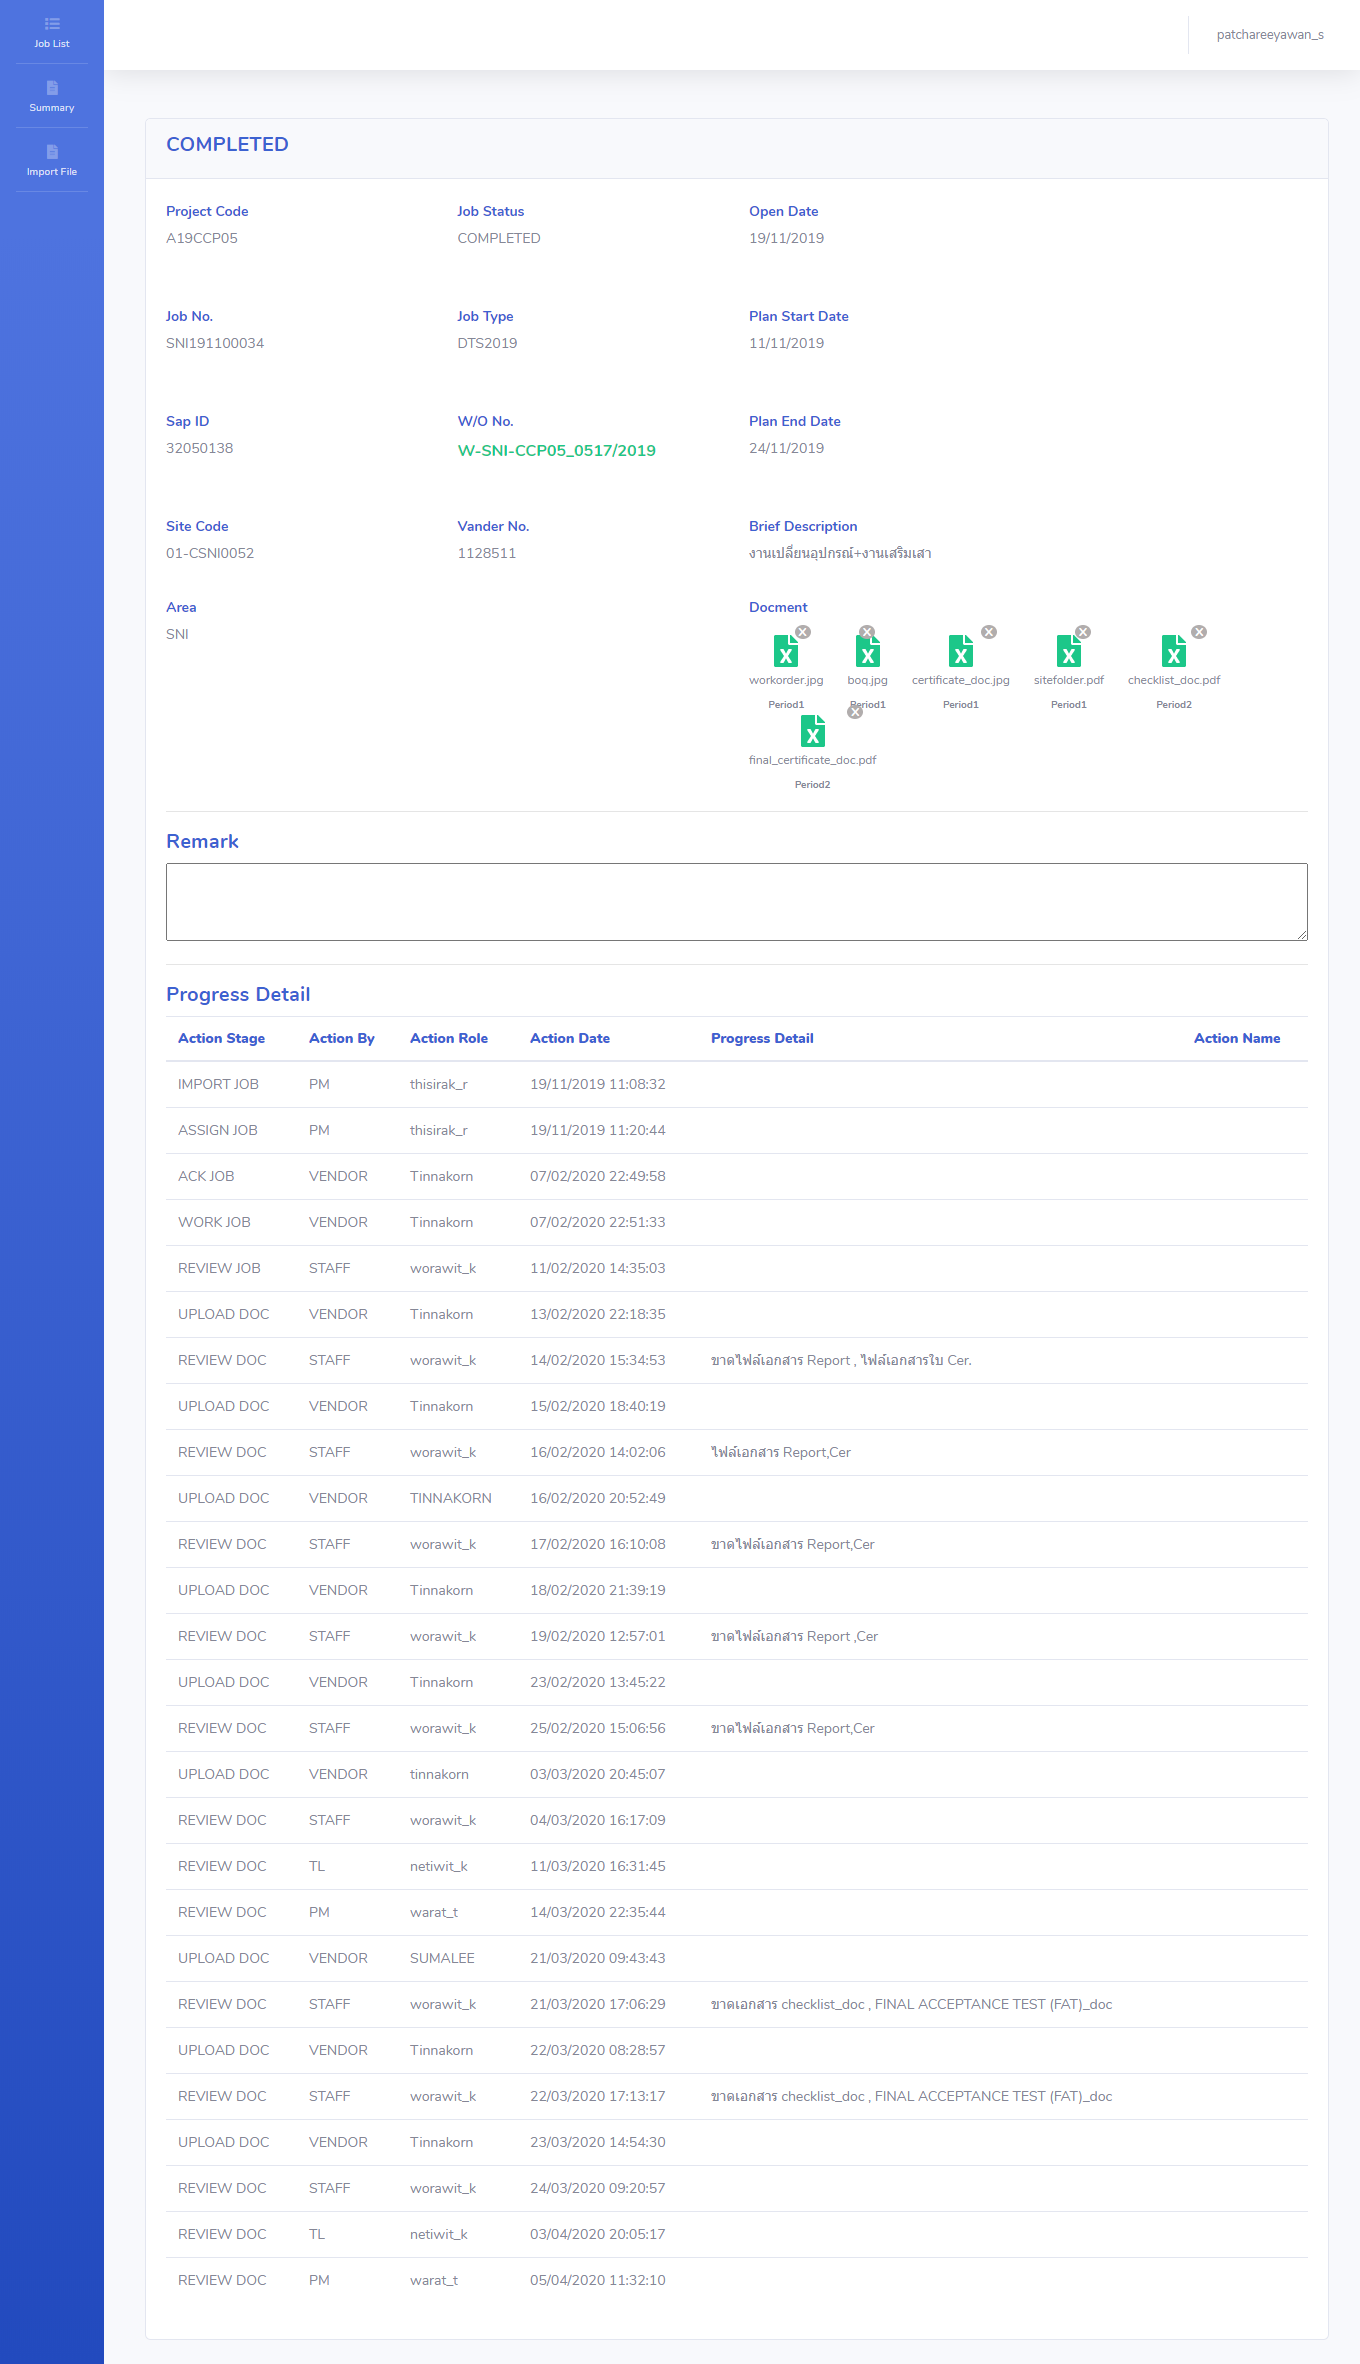 Job List
Summary
Import File
patchareeyawan_s
COMPLETED
Project Code Job Status Open Date
A19CCP05 COMPLETED 19/11/2019
Job No. Job Type Plan Start Date
SNI191100034 DTS2019 11/11/2019
Sap ID W/O No. Plan End Date
32050138 W-SNI-CCP05_0517/2019 24/11/2019
Site Code Vander No. Brief Description
01-CSNI0052 1128511 งานเปลี่ยนอุปกรณ์+งานเสริมเสา
Area Docment
SNI
workorder.jpg boq.jpg certificate_doc.jpg sitefolder.pdf checklist_doc.pdf
Period1 Period1 Period1 Period1 Period2
final_certificate_doc.pdf
Period2
Remark
Progress Detail
Action Stage Action By Action Role Action Date Progress Detail Action Name
IMPORT JOB PM thisirak_r 19/11/2019 11:08:32
ASSIGN JOB PM thisirak_r 19/11/2019 11:20:44
ACK JOB VENDOR Tinnakorn 07/02/2020 22:49:58
WORK JOB VENDOR Tinnakorn 07/02/2020 22:51:33
REVIEW JOB STAFF worawit_k 11/02/2020 14:35:03
UPLOAD DOC VENDOR Tinnakorn 13/02/2020 22:18:35
REVIEW DOC STAFF worawit_k 14/02/2020 15:34:53 ขาดไฟล์เอกสาร Report , ไฟล์เอกสารใบ Cer.
UPLOAD DOC VENDOR Tinnakorn 15/02/2020 18:40:19
REVIEW DOC STAFF worawit_k 16/02/2020 14:02:06 ไฟล์เอกสาร Report,Cer
UPLOAD DOC VENDOR TINNAKORN 16/02/2020 20:52:49
REVIEW DOC STAFF worawit_k 17/02/2020 16:10:08 ขาดไฟล์เอกสาร Report,Cer
UPLOAD DOC VENDOR Tinnakorn 18/02/2020 21:39:19
REVIEW DOC STAFF worawit_k 19/02/2020 12:57:01 ขาดไฟล์เอกสาร Report ,Cer
UPLOAD DOC VENDOR Tinnakorn 23/02/2020 13:45:22
REVIEW DOC STAFF worawit_k 25/02/2020 15:06:56 ขาดไฟล์เอกสาร Report,Cer
UPLOAD DOC VENDOR tinnakorn 03/03/2020 20:45:07
REVIEW DOC STAFF worawit_k 04/03/2020 16:17:09
REVIEW DOC TL netiwit_k 11/03/2020 16:31:45
REVIEW DOC PM warat_t 14/03/2020 22:35:44
UPLOAD DOC VENDOR SUMALEE 21/03/2020 09:43:43
REVIEW DOC STAFF worawit_k 21/03/2020 17:06:29 ขาดเอกสาร checklist_doc , FINAL ACCEPTANCE TEST (FAT)_doc
UPLOAD DOC VENDOR Tinnakorn 22/03/2020 08:28:57
REVIEW DOC STAFF worawit_k 22/03/2020 17:13:17 ขาดเอกสาร checklist_doc , FINAL ACCEPTANCE TEST (FAT)_doc
UPLOAD DOC VENDOR Tinnakorn 23/03/2020 14:54:30
REVIEW DOC STAFF worawit_k 24/03/2020 09:20:57
REVIEW DOC TL netiwit_k 03/04/2020 20:05:17
REVIEW DOC PM warat_t 05/04/2020 11:32:10